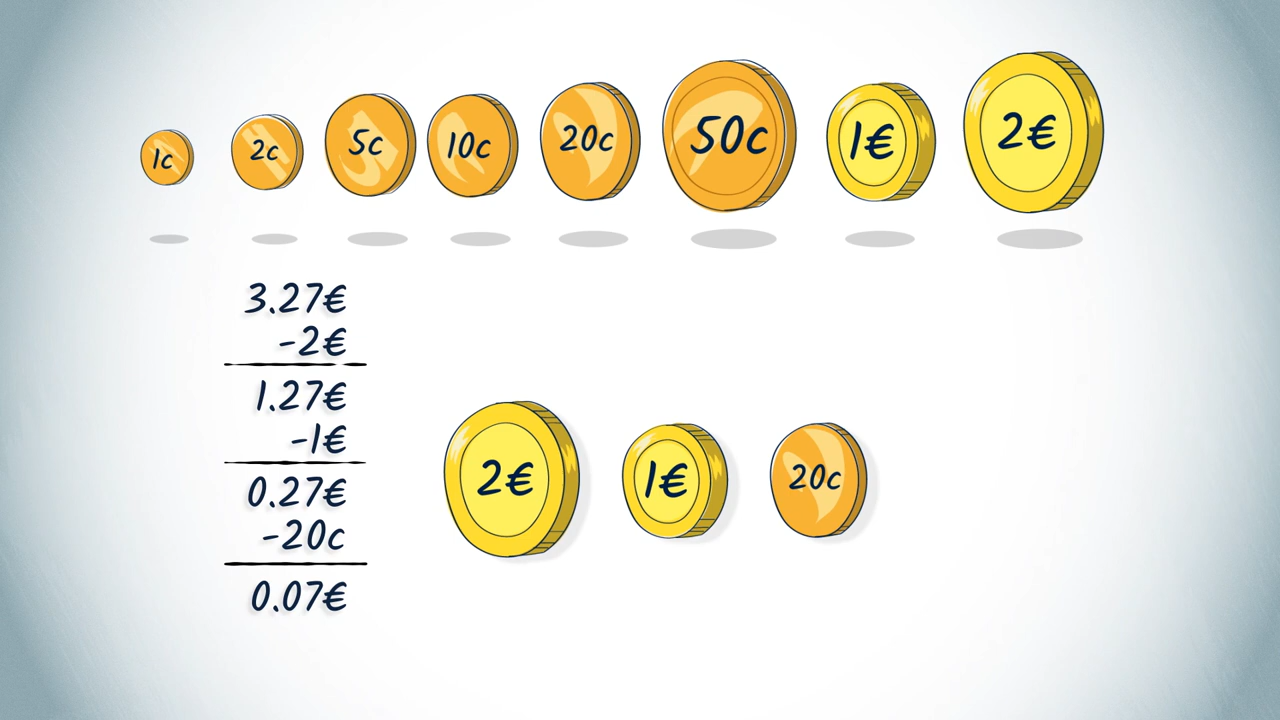 1c 2c 5c 10c 20c 50c 1€ 2€
3.27€
-2€
1.27€
-1€
0.27€
-20c
0.07€
2€ 1€ 20c